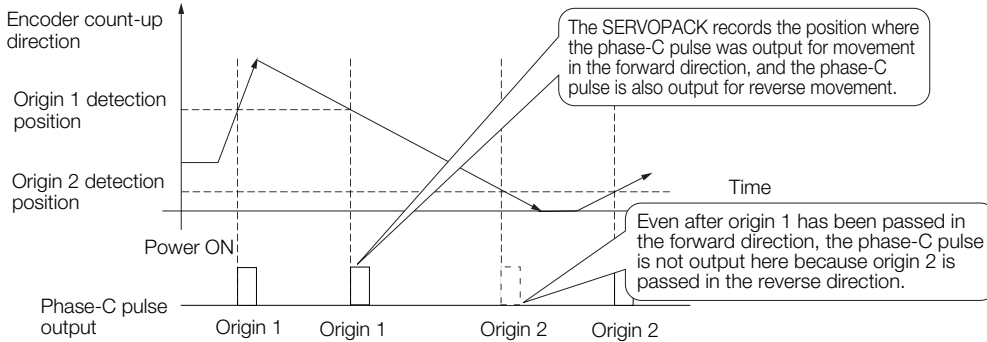 Encoder count-up
direction
The SERVOPACK records the position where
the phase-C pulse was output for movement
in the forward direction, and the phase-C
pulse is also output for reverse movement.
Origin 1 detection
position
Origin 2 detection
position
Time
Even after origin 1 has been passed in
the forward direction, the phase-C pulse
is not output here because origin 2 is
passed in the reverse direction.
Power ON
Phase-C pulse
output
Origin 1
Origin 1
Origin 2
Origin 2